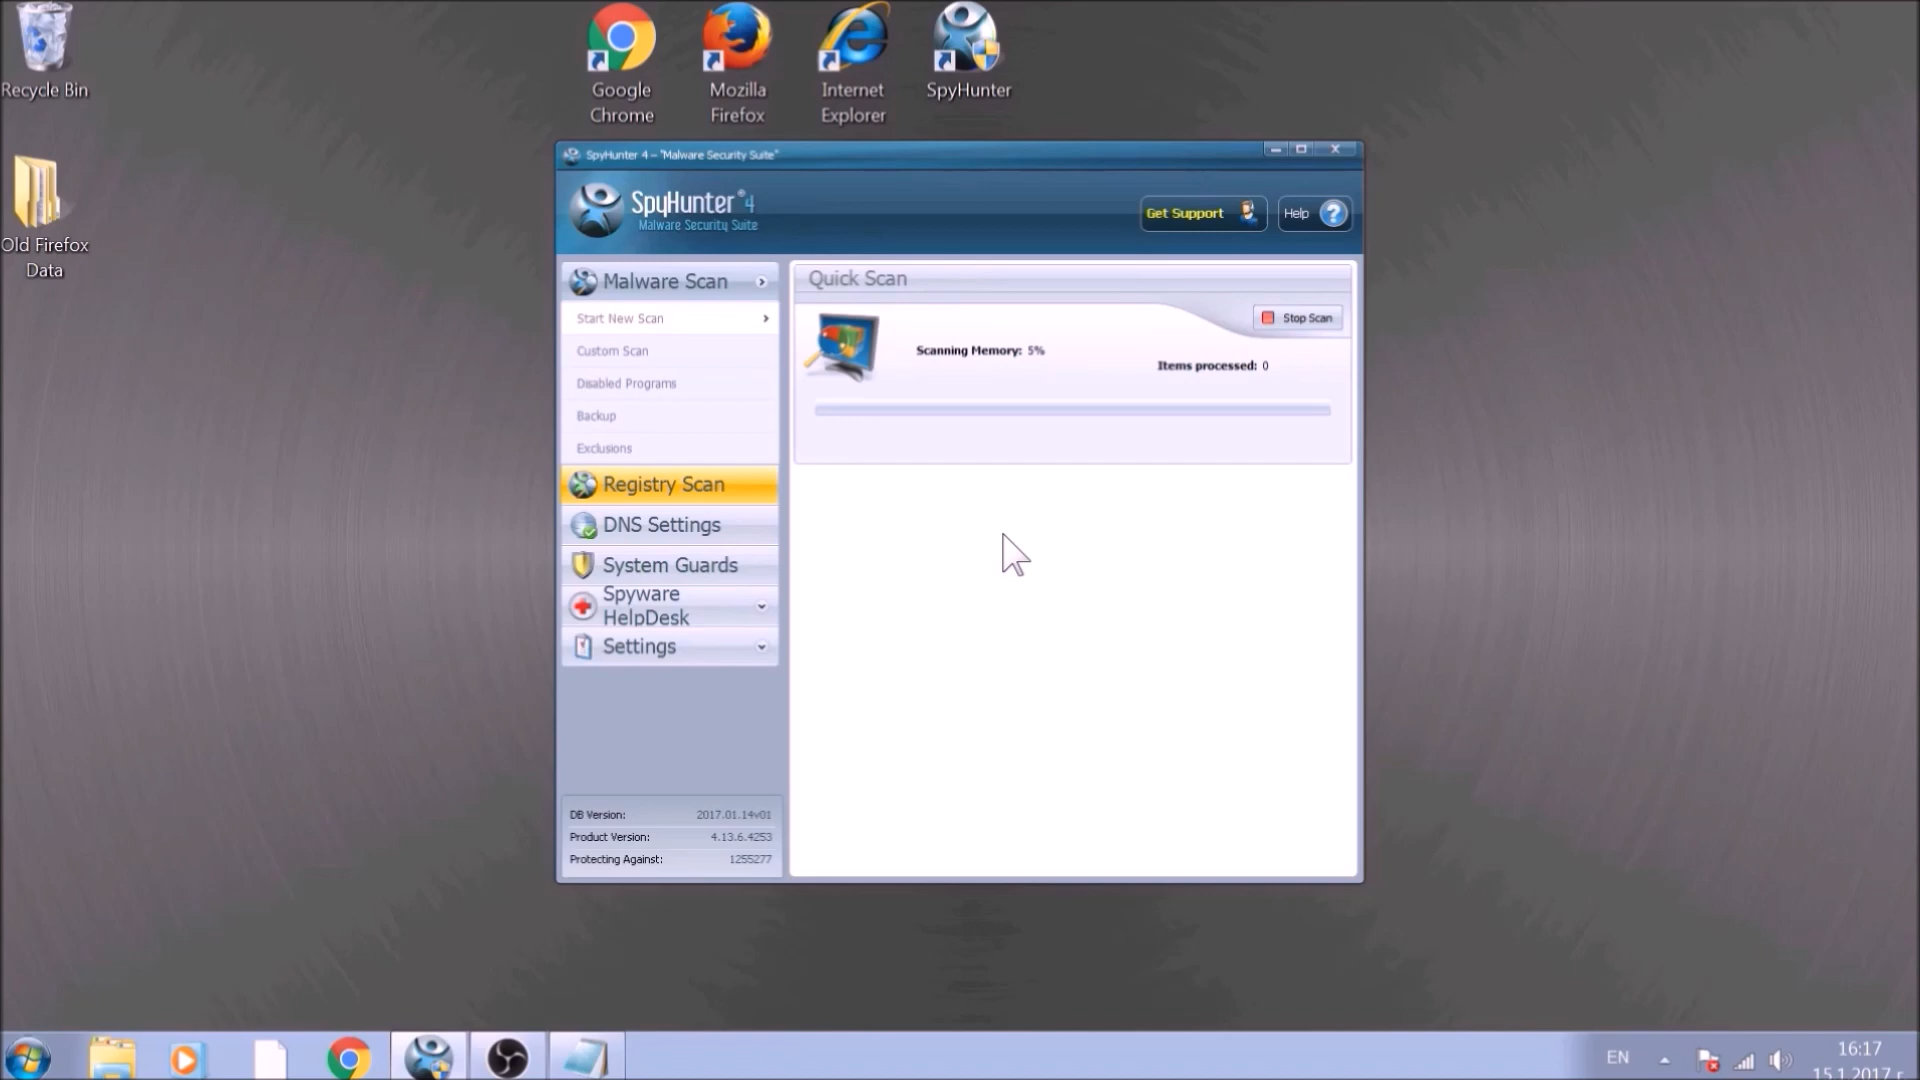 Recycle Bin
Google
Chrome
Mozilla
Firefox
Internet
Explorer
SpyHunter
Old Firefox
Data
SpyHunter 4 – "Malware Security Suite"
SpyHunter® 4
Malware Security Suite
Get Support
Help ?
Malware Scan
Start New Scan
Custom Scan
Disabled Programs
Backup
Exclusions
Registry Scan
DNS Settings
System Guards
Spyware
HelpDesk
Settings
Quick Scan
Stop Scan
Scanning Memory: 5%
Items processed: 0
DB Version: 2017.01.14v01
Product Version: 4.13.6.4253
Protecting Against: 1255277
EN
16:17
15.1.2017 г.